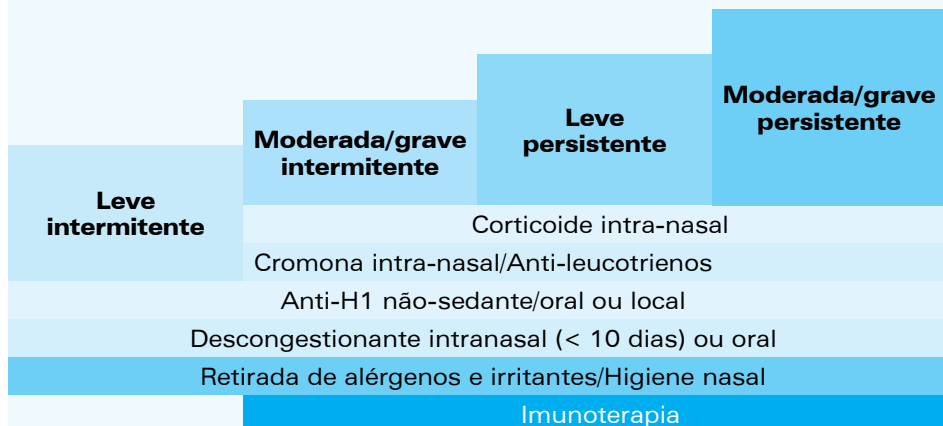 Leve
intermitente
Moderada/grave
intermitente
Leve
persistente
Moderada/grave
persistente
Corticoide intra-nasal
Cromona intra-nasal/Anti-leucotrienos
Anti-H1 não-sedante/oral ou local
Descongestionante intranasal (< 10 dias) ou oral
Retirada de alérgenos e irritantes/Higiene nasal
Imunoterapia